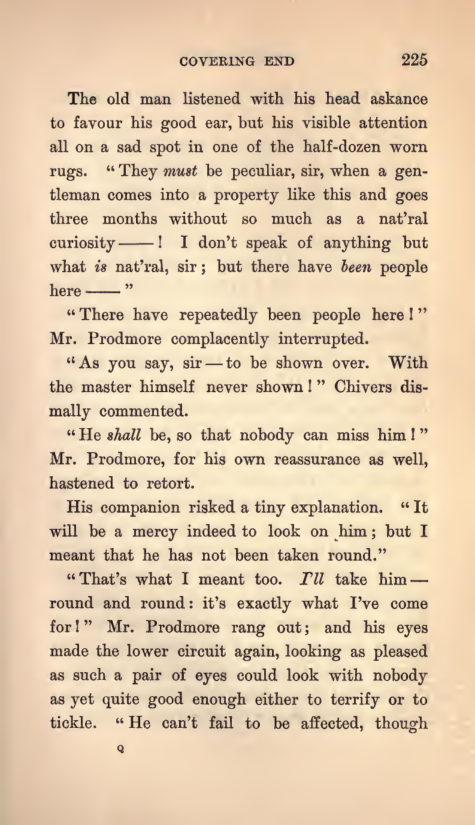 COVERING END 225
The old man listened with his head askance
to favour his good ear, but his visible attention
all on a sad spot in one of the half-dozen worn
rugs. “They must be peculiar, sir, when a gen-
tleman comes into a property like this and goes
three months without so much as a nat’ral
curiosity——! I don’t speak of anything but
what is nat’ral, sir; but there have been people
here——”
“There have repeatedly been people here!”
Mr. Prodmore complacently interrupted.
“As you say, sir—to be shown over. With
the master himself never shown!” Chivers dis-
mally commented.
“He shall be, so that nobody can miss him!”
Mr. Prodmore, for his own reassurance as well,
hastened to retort.
His companion risked a tiny explanation. “It
will be a mercy indeed to look on him; but I
meant that he has not been taken round.”
“That’s what I meant too. I’ll take him—
round and round: it’s exactly what I’ve come
for!” Mr. Prodmore rang out; and his eyes
made the lower circuit again, looking as pleased
as such a pair of eyes could look with nobody
as yet quite good enough either to terrify or to
tickle. “He can’t fail to be affected, though
Q